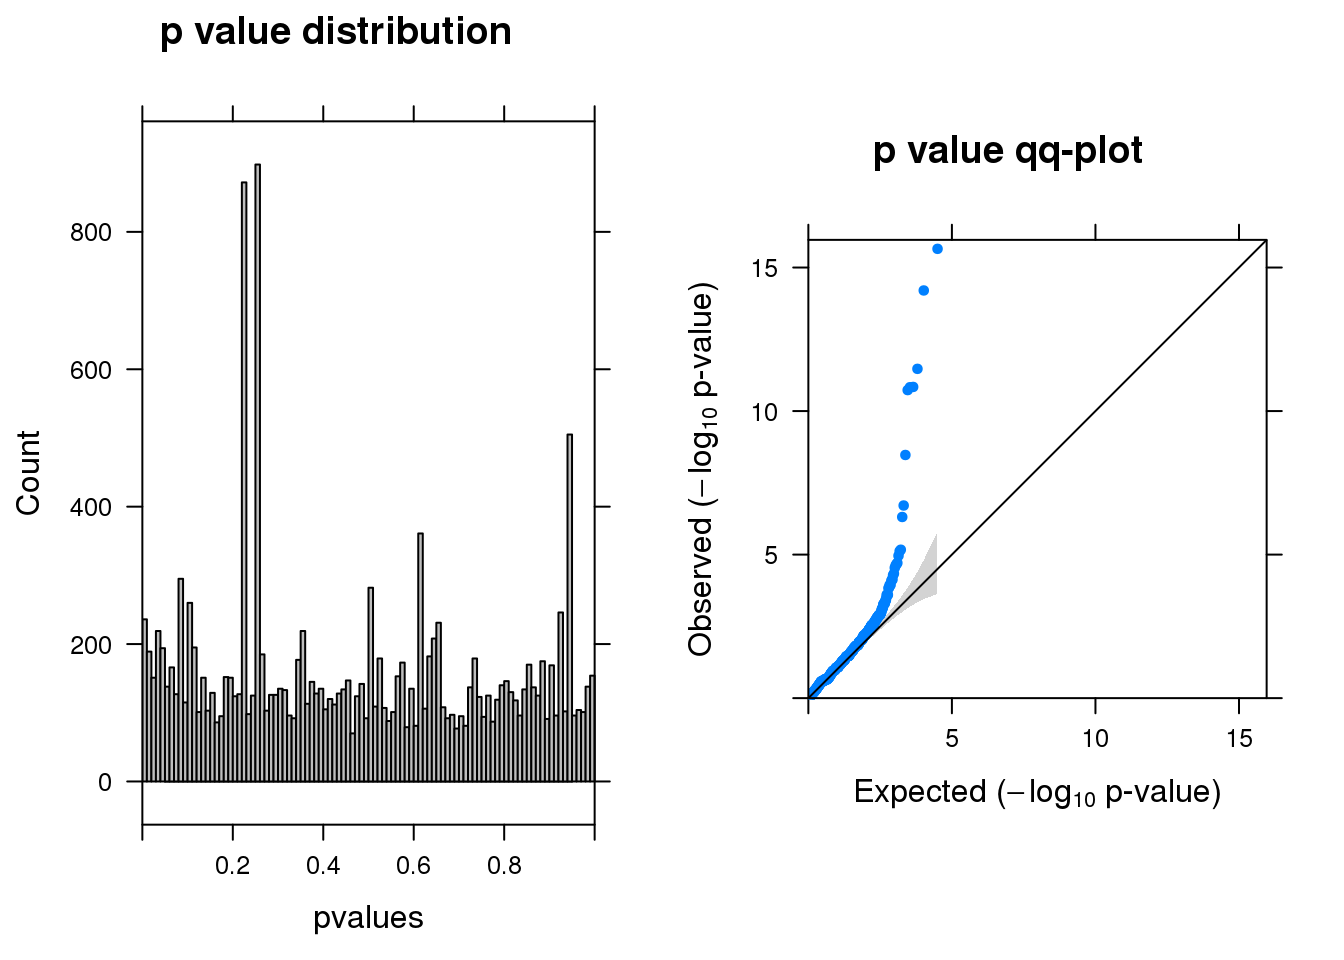 p value distribution
Count
800
600
400
200
0
0.2 0.4 0.6 0.8
pvalues
p value qq-plot
Observed (−log₁₀ p-value)
15
10
5
5 10 15
Expected (−log₁₀ p-value)